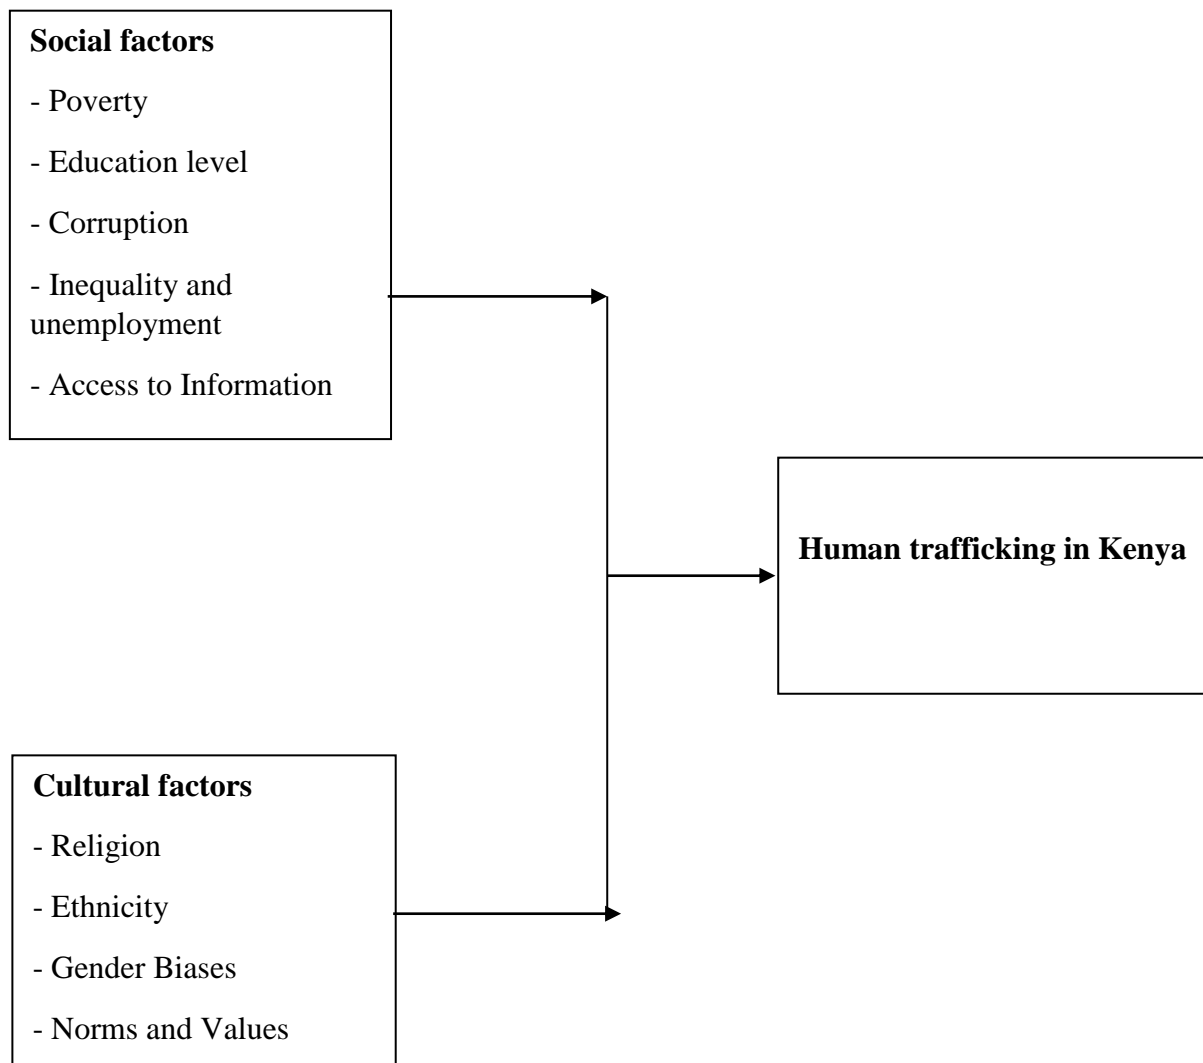 Social factors
- Poverty
- Education level
- Corruption
- Inequality and
unemployment
- Access to Information
Human trafficking in Kenya
Cultural factors
- Religion
- Ethnicity
- Gender Biases
- Norms and Values